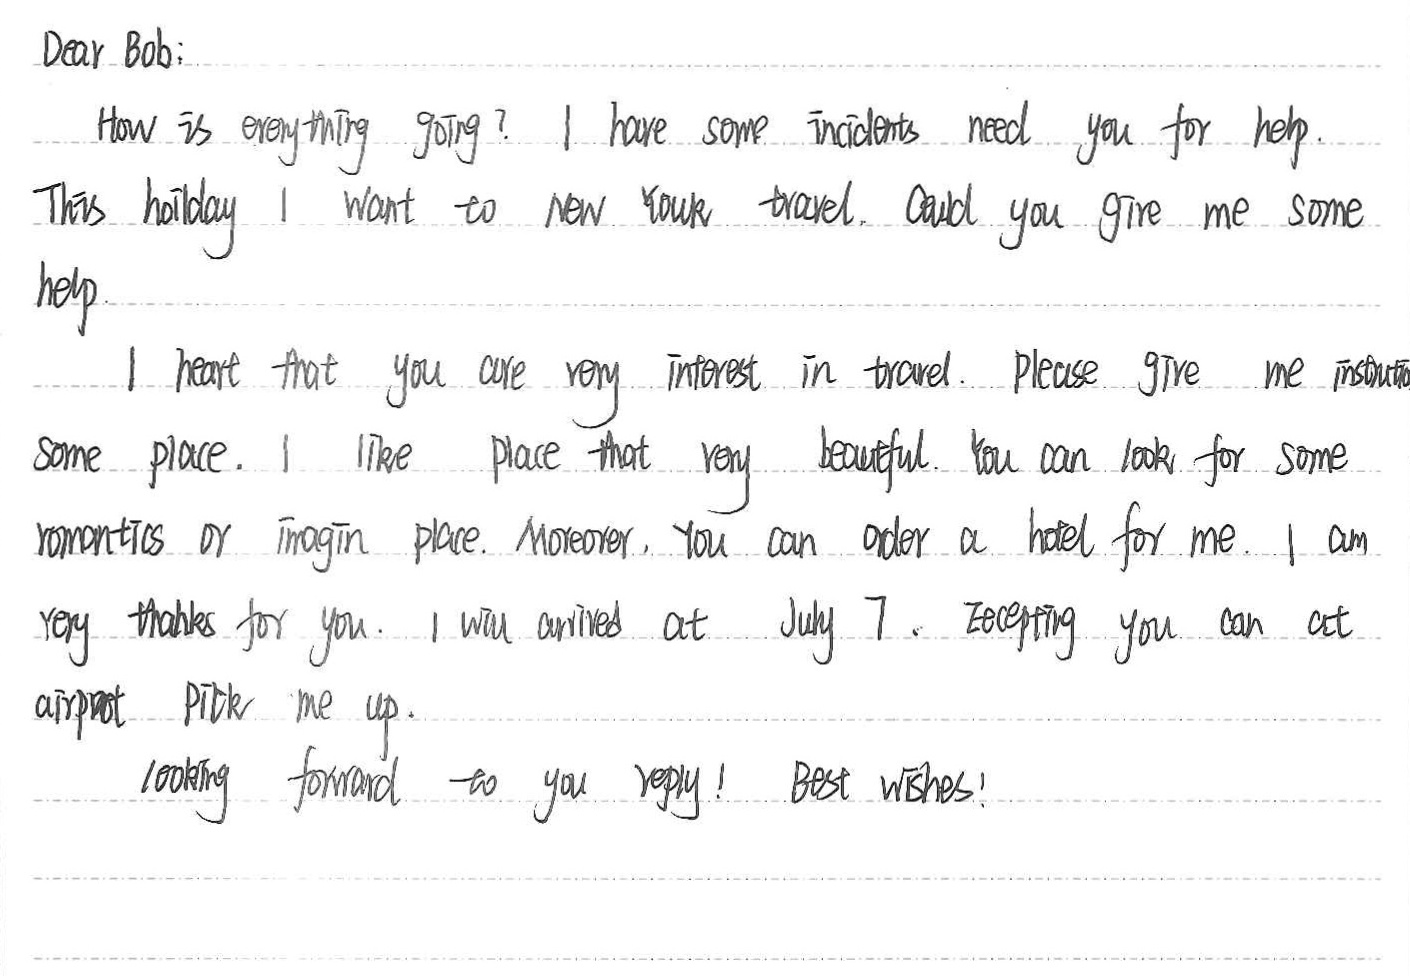 Dear Bob:
How is everything going? I have some incidents need you for help.
This hoilday I want to New Youk travel. Could you give me some
help.
I heart that you are very interest in travel. Please give me
some place. I like place that very beautful. You can look for some
romantics or imagin place. Moreover, You can order a hotel for me. I am
very thanks for you. I will arrived at July 7. you can at
airprot pick me up.
looking forward to you reply! Best wishes!